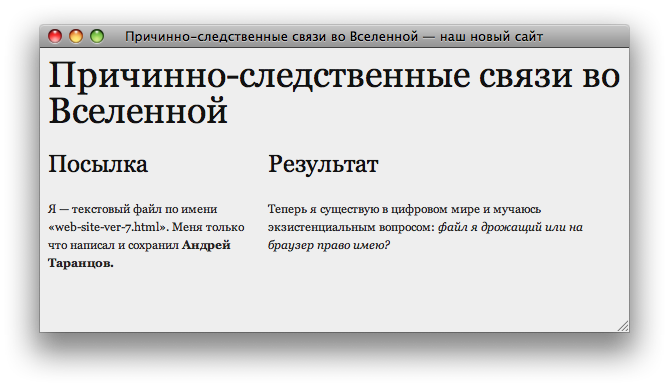 Причинно-следственные связи во Вселенной — наш новый сайт
Причинно-следственные связи во
Вселенной
Посылка
Я — текстовый файл по имени
«web-site-ver-7.html». Меня только
что написал и сохранил Андрей
Таранцов.
Результат
Теперь я существую в цифровом мире и мучаюсь
экзистенциальным вопросом: файл я дрожащий или на
браузер право имею?